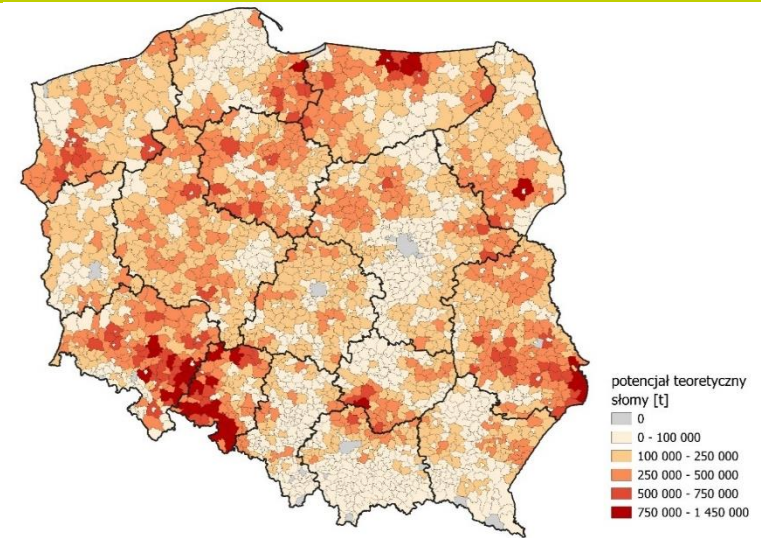 potencjał teoretyczny
słomy [t]
0
0 - 100 000
100 000 - 250 000
250 000 - 500 000
500 000 - 750 000
750 000 - 1 450 000